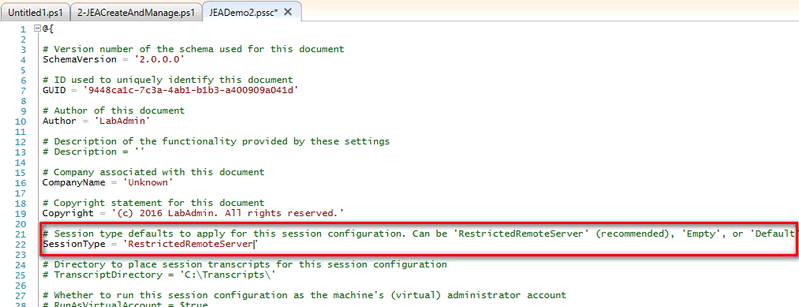 Untitled1.ps1 2-JEACreateAndManage.ps1 JEADemo2.pssc*
1 @{
2
3 # Version number of the schema used for this document
4 SchemaVersion = '2.0.0.0'
5
6 # ID used to uniquely identify this document
7 GUID = '9448ca1c-7c3a-4ab1-b1b3-a400909a041d'
8
9 # Author of this document
10 Author = 'LabAdmin'
11
12 # Description of the functionality provided by these settings
13 # Description = ''
14
15 # Company associated with this document
16 CompanyName = 'Unknown'
17
18 # Copyright statement for this document
19 Copyright = '(c) 2016 LabAdmin. All rights reserved.'
20
21 # Session type defaults to apply for this session configuration. Can be 'RestrictedRemoteServer' (recommended), 'Empty', or 'Default'
22 SessionType = 'RestrictedRemoteServer'
23
24 # Directory to place session transcripts for this session configuration
25 # TranscriptDirectory = 'C:\Transcripts\'
26
27 # Whether to run this session configuration as the machine's (virtual) administrator account
28 # RunAsVirtualAccount = $true